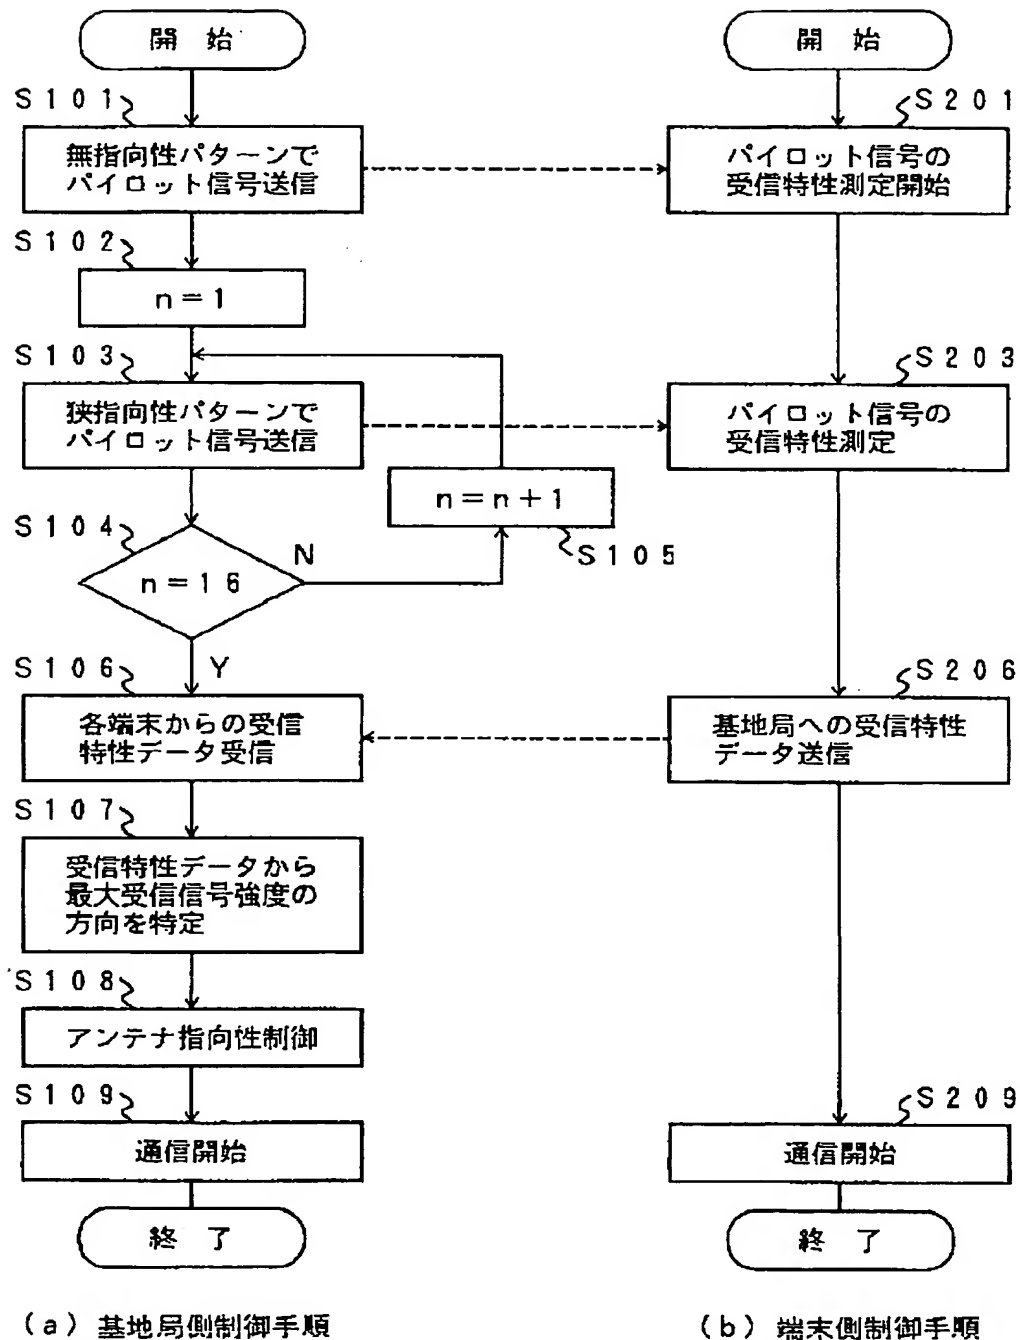 開 始
S101
無指向性パターンで
パイロット信号送信
S102
n=1
S103
狭指向性パターンで
パイロット信号送信
n=n+1
S105
S104
n=16
N
Y
S106
各端末からの受信
特性データ受信
S107
受信特性データから
最大受信信号強度の
方向を特定
S108
アンテナ指向性制御
S109
通信開始
終 了
(a) 基地局側制御手順
開 始
S201
パイロット信号の
受信特性測定開始
S203
パイロット信号の
受信特性測定
S206
基地局への受信特性
データ送信
S209
通信開始
終 了
(b) 端末側制御手順